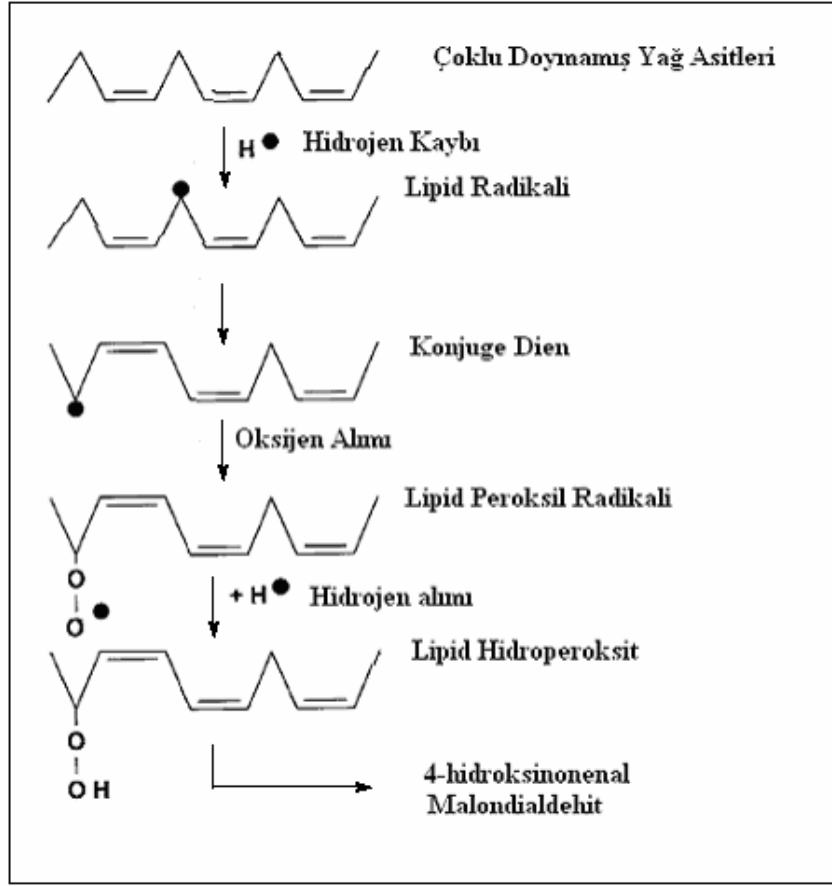 Çoklu Doymamış Yağ Asitleri
H● Hidrojen Kaybı
Lipid Radikali
Konjuge Dien
Oksijen Alımı
Lipid Peroksil Radikali
O
O●
+ H● Hidrojen alımı
Lipid Hidroperoksit
O
OH
4-hidroksinonenal
Malondialdehit